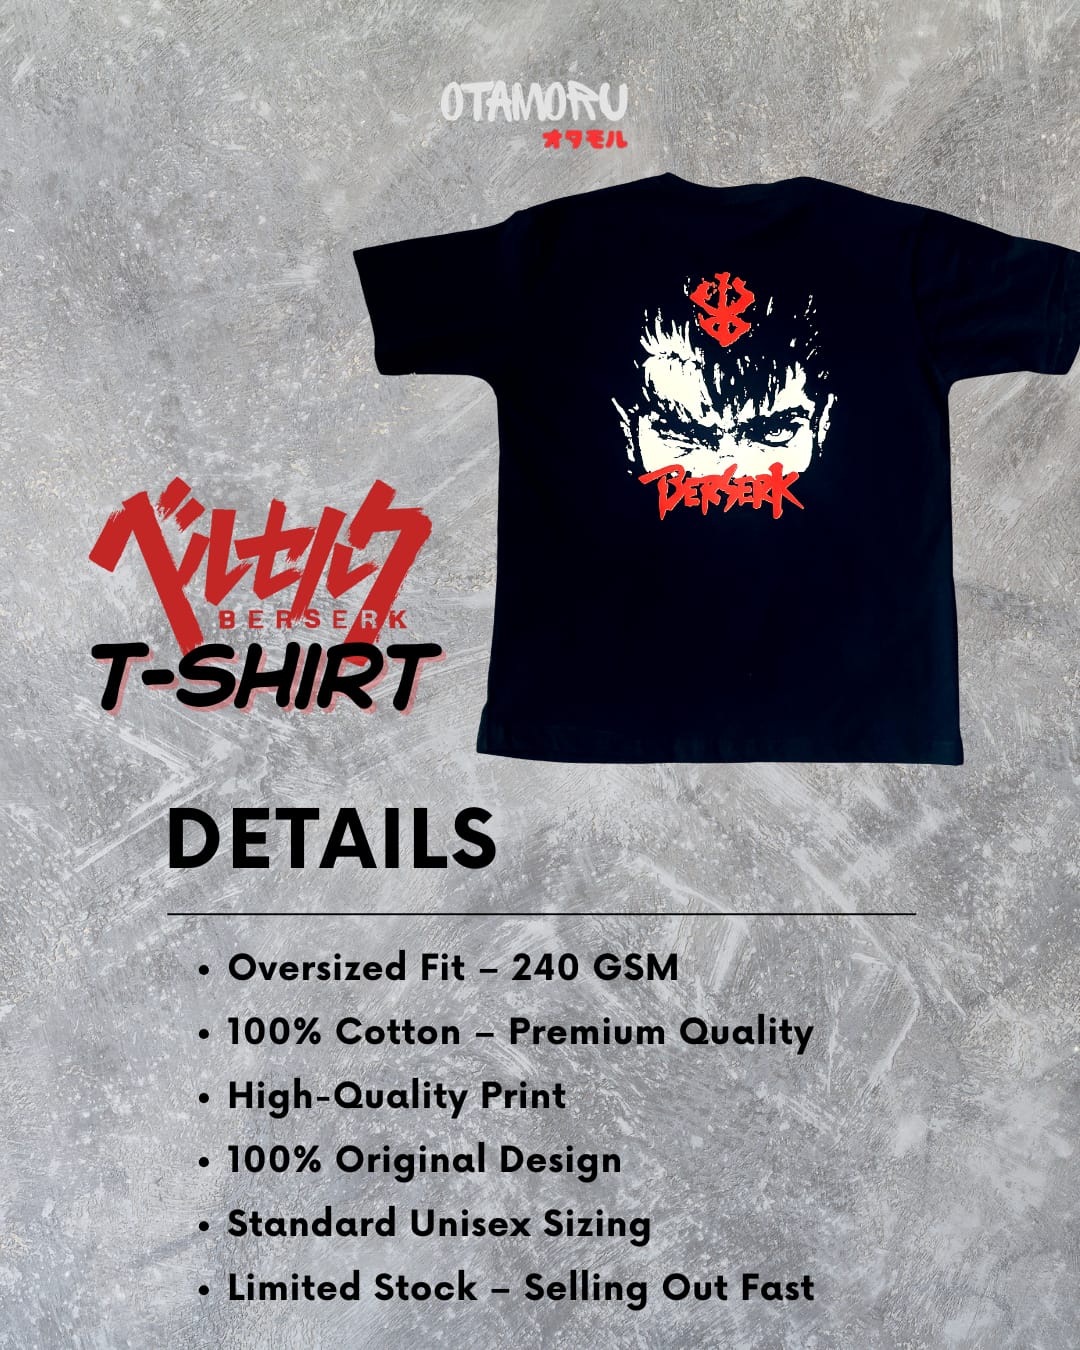 OTAMORU
オタモル
BERSERK
ベルセルク
BERSERK
T-SHIRT
DETAILS
• Oversized Fit – 240 GSM
• 100% Cotton – Premium Quality
• High-Quality Print
• 100% Original Design
• Standard Unisex Sizing
• Limited Stock – Selling Out Fast